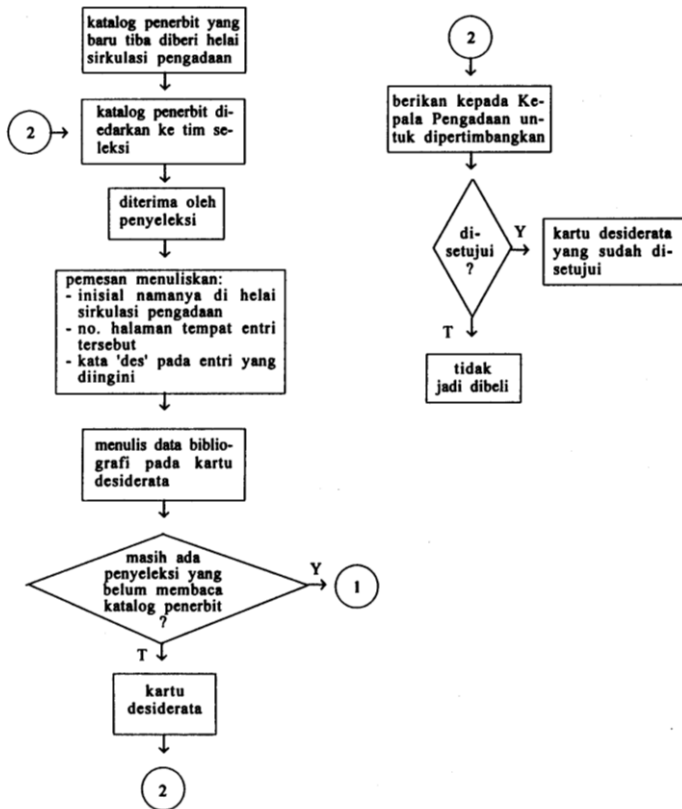 katalog penerbit yang
baru tiba diberi helai
sirkulasi pengadaan
2
katalog penerbit di-
edarkan ke tim se-
leksi
diterima oleh
penyeleksi
pemesan menuliskan:
- inisial namanya di helai
sirkulasi pengadaan
- no. halaman tempat entri
tersebut
- kata 'des' pada entri yang
diingini
menulis data biblio-
grafi pada kartu
desiderata
masih ada
penyeleksi yang
belum membaca
katalog penerbit
?
Y
1
T
kartu
desiderata
2
2
berikan kepada Ke-
pala Pengadaan un-
tuk dipertimbangkan
di-
setujui
?
Y
kartu desiderata
yang sudah di-
setujui
T
tidak
jadi dibeli